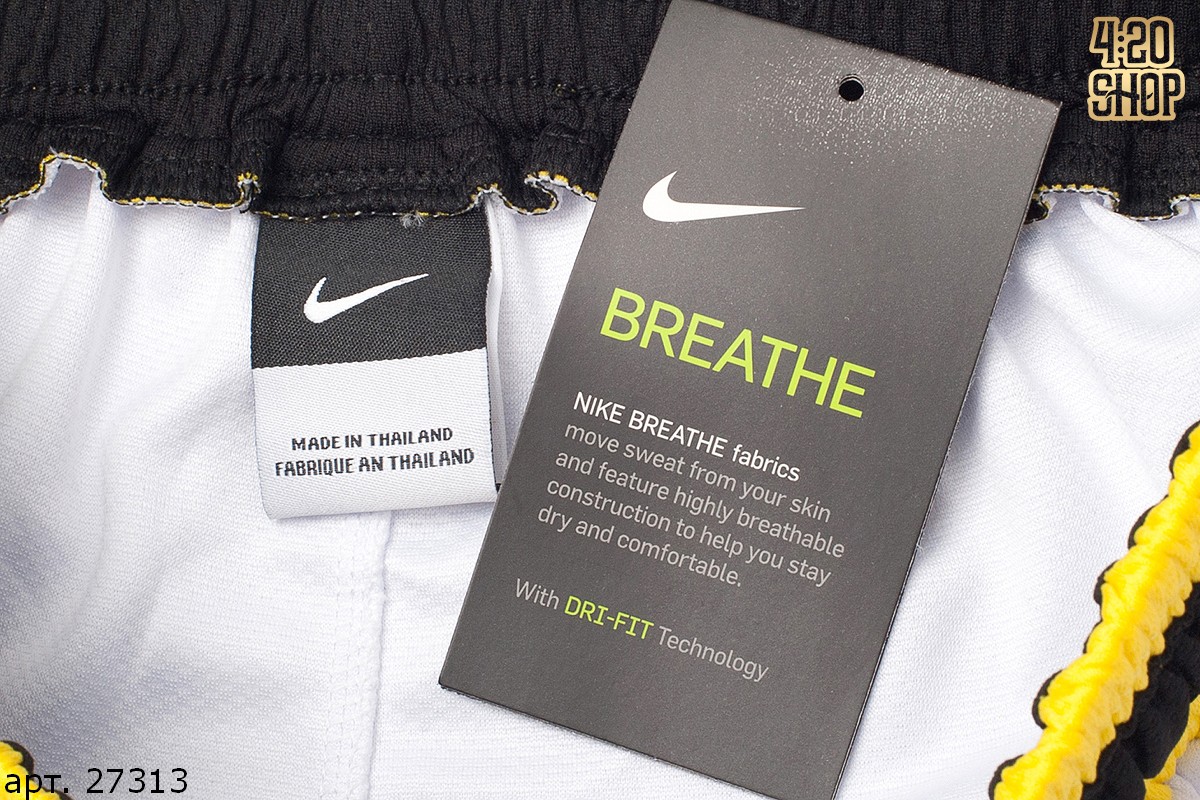 4:20
SHOP
MADE IN THAILAND
FABRIQUE AN THAILAND
BREATHE
NIKE BREATHE fabrics
move sweat from your skin
and feature highly breathable
construction to help you stay
dry and comfortable.
With DRI-FIT Technology
арт. 27313